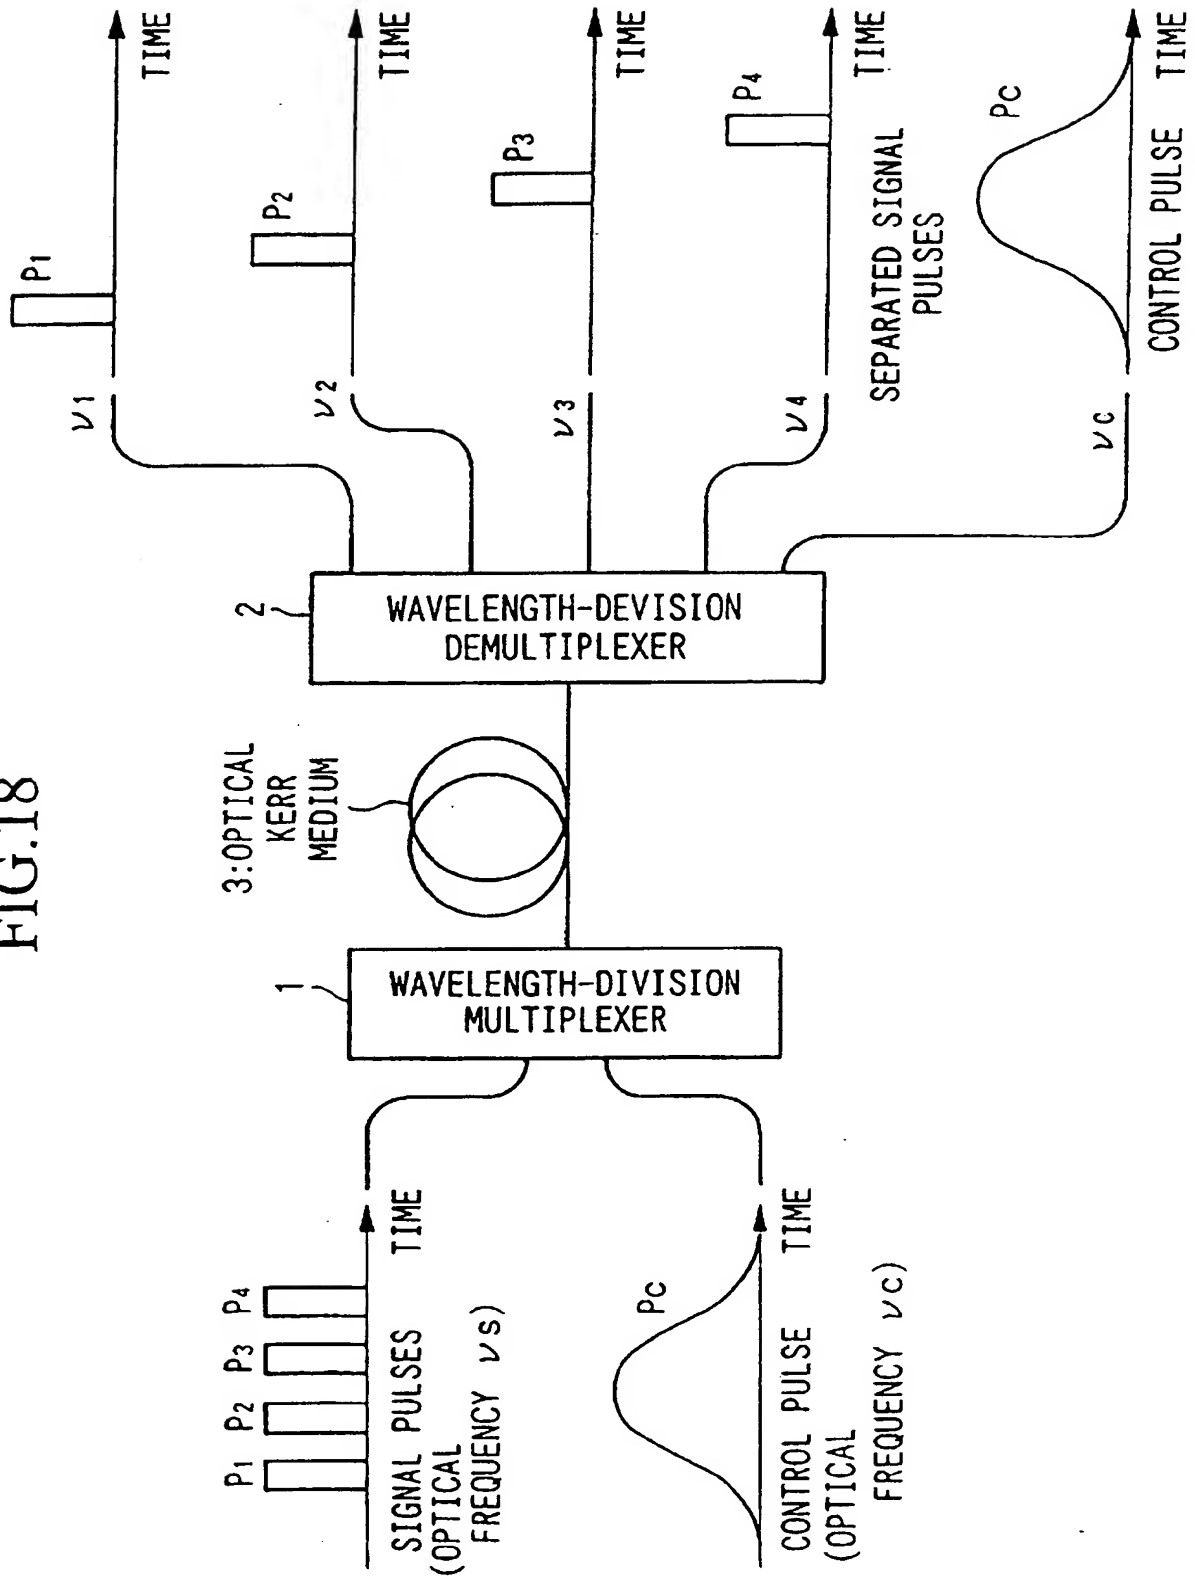 FIG.18
P1
P2
P3
P4
TIME
SIGNAL PULSES
(OPTICAL
FREQUENCY νs)
Pc
TIME
CONTROL PULSE
(OPTICAL
FREQUENCY νc)
1
WAVELENGTH-DIVISION
MULTIPLEXER
3:OPTICAL
KERR
MEDIUM
2
WAVELENGTH-DEVISION
DEMULTIPLEXER
ν1
P1
TIME
ν2
P2
TIME
ν3
P3
TIME
ν4
P4
TIME
SEPARATED SIGNAL
PULSES
νc
Pc
CONTROL PULSE
TIME